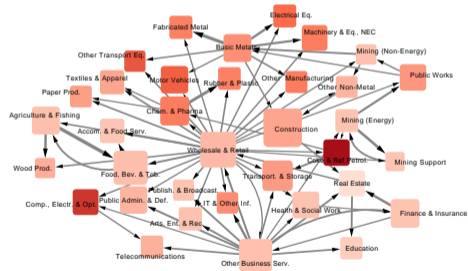 Electrical Eq.
Fabricated Metal
Machinery & Eq., NEC
Basic Metals
Mining (Non-Energy)
Other Transport Eq.
Textiles & Apparel
Motor Vehicles
Rubber & Plastic
Other Manufacturing
Public Works
Other Non-Metal
Paper Prod.
Chem. & Pharma
Agriculture & Fishing
Mining (Energy)
Accom. & Food Serv.
Construction
Wholesale & Retail
Coke & Ref Petrol.
Mining Support
Wood Prod.
Food, Bev. & Tob.
Transport. & Storage
Real Estate
Publish. & Broadcast.
Comp., Electr. & Opt.
Public Admin. & Def.
IT & Other Inf.
Health & Social Work
Finance & Insurance
Arts, Ent. & Rec.
Telecommunications
Other Business Serv.
Education